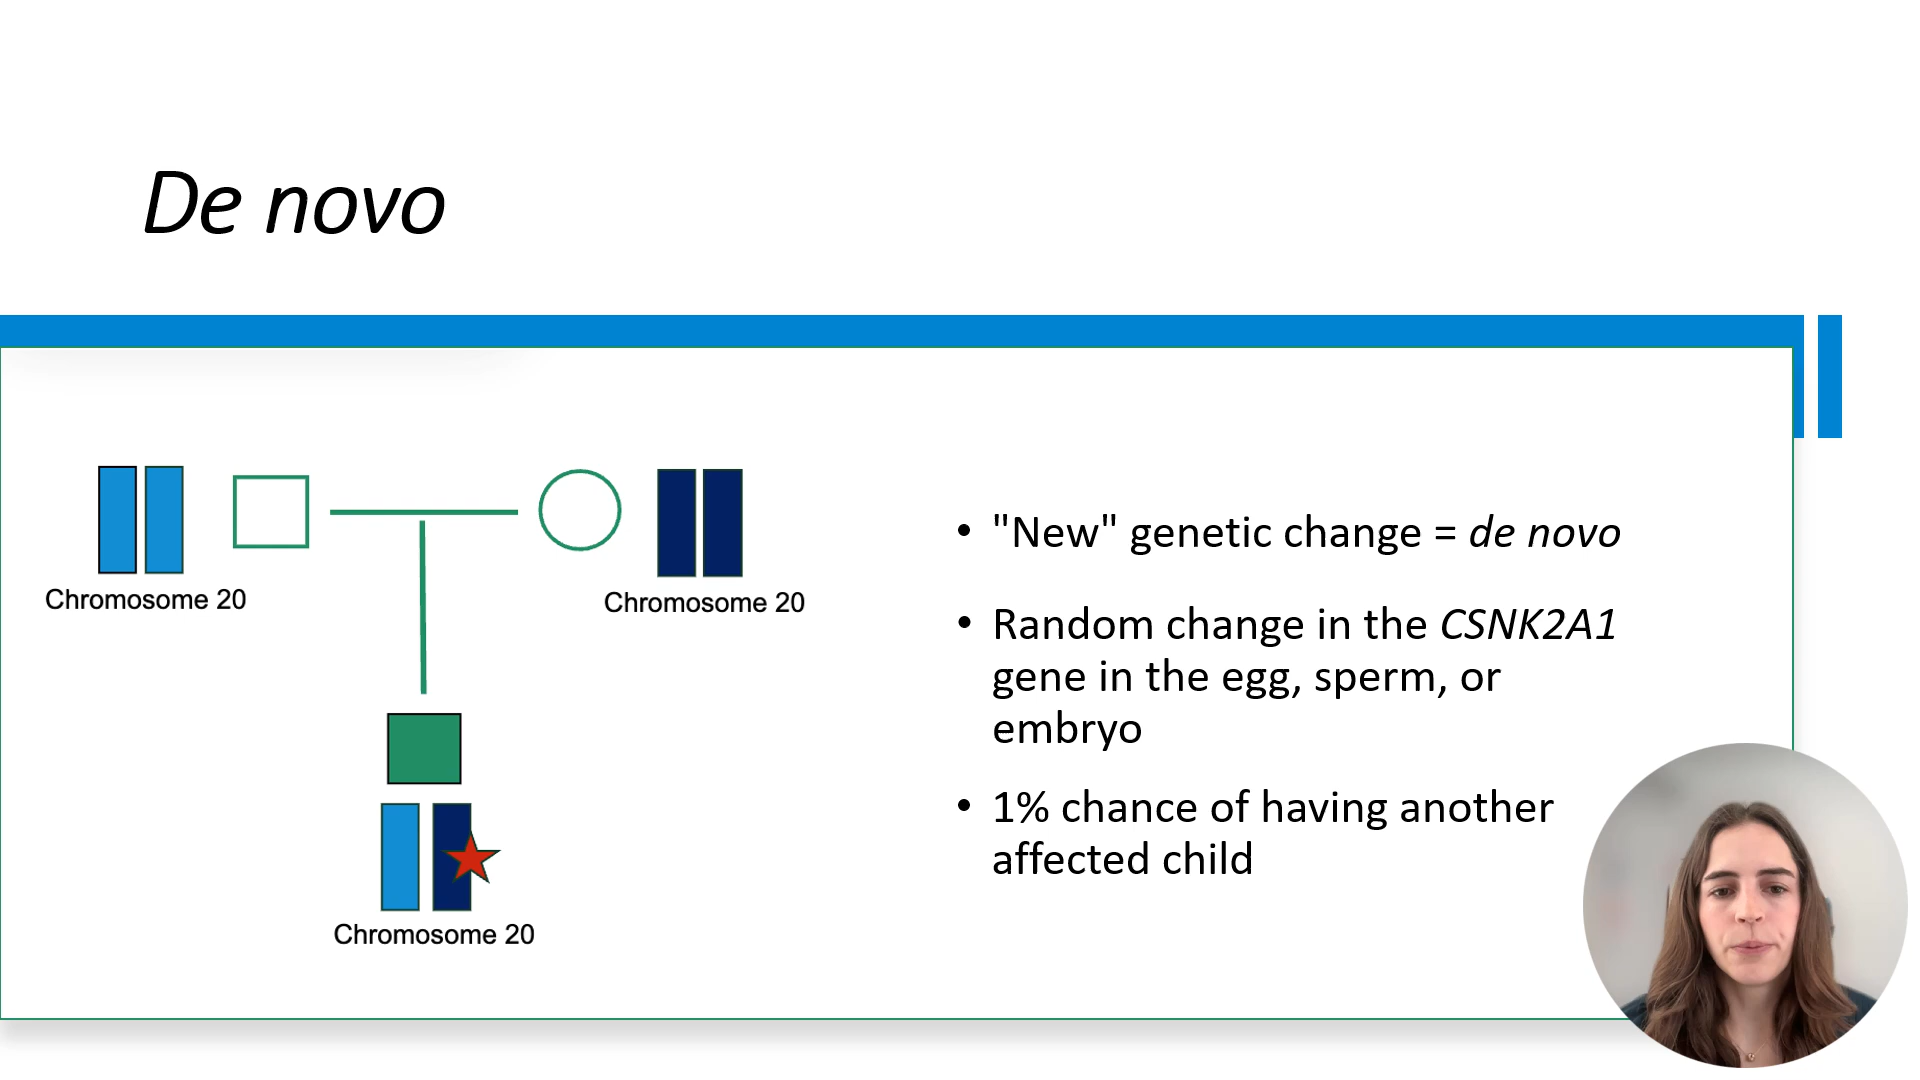 De novo
Chromosome 20
Chromosome 20
Chromosome 20
• "New" genetic change = de novo
• Random change in the CSNK2A1
gene in the egg, sperm, or
embryo
• 1% chance of having another
affected child